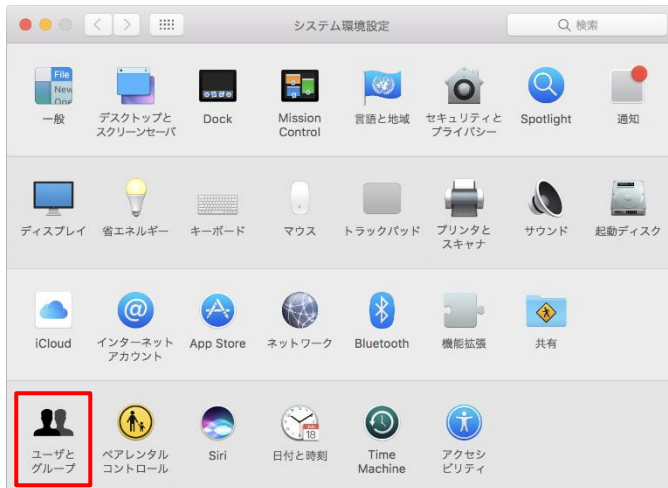 システム環境設定
検索
File
New
One
一般
デスクトップと
スクリーンセーバ
Dock
Mission
Control
言語と地域
セキュリティと
プライバシー
Spotlight
通知
ディスプレイ
省エネルギー
キーボード
マウス
トラックパッド
プリンタと
スキャナ
サウンド
起動ディスク
iCloud
インターネット
アカウント
App Store
ネットワーク
Bluetooth
機能拡張
共有
ユーザと
グループ
ペアレンタル
コントロール
Siri
18
日付と時刻
Time
Machine
アクセシ
ビリティ